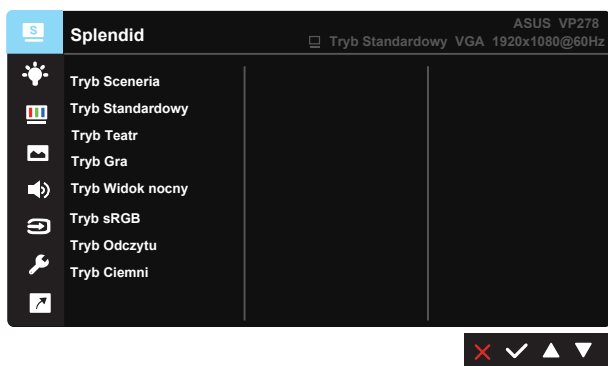 S
Splendid
ASUS VP278
Tryb Standardowy VGA 1920x1080@60Hz
Tryb Sceneria
Tryb Standardowy
Tryb Teatr
Tryb Gra
Tryb Widok nocny
Tryb sRGB
Tryb Odczytu
Tryb Ciemni